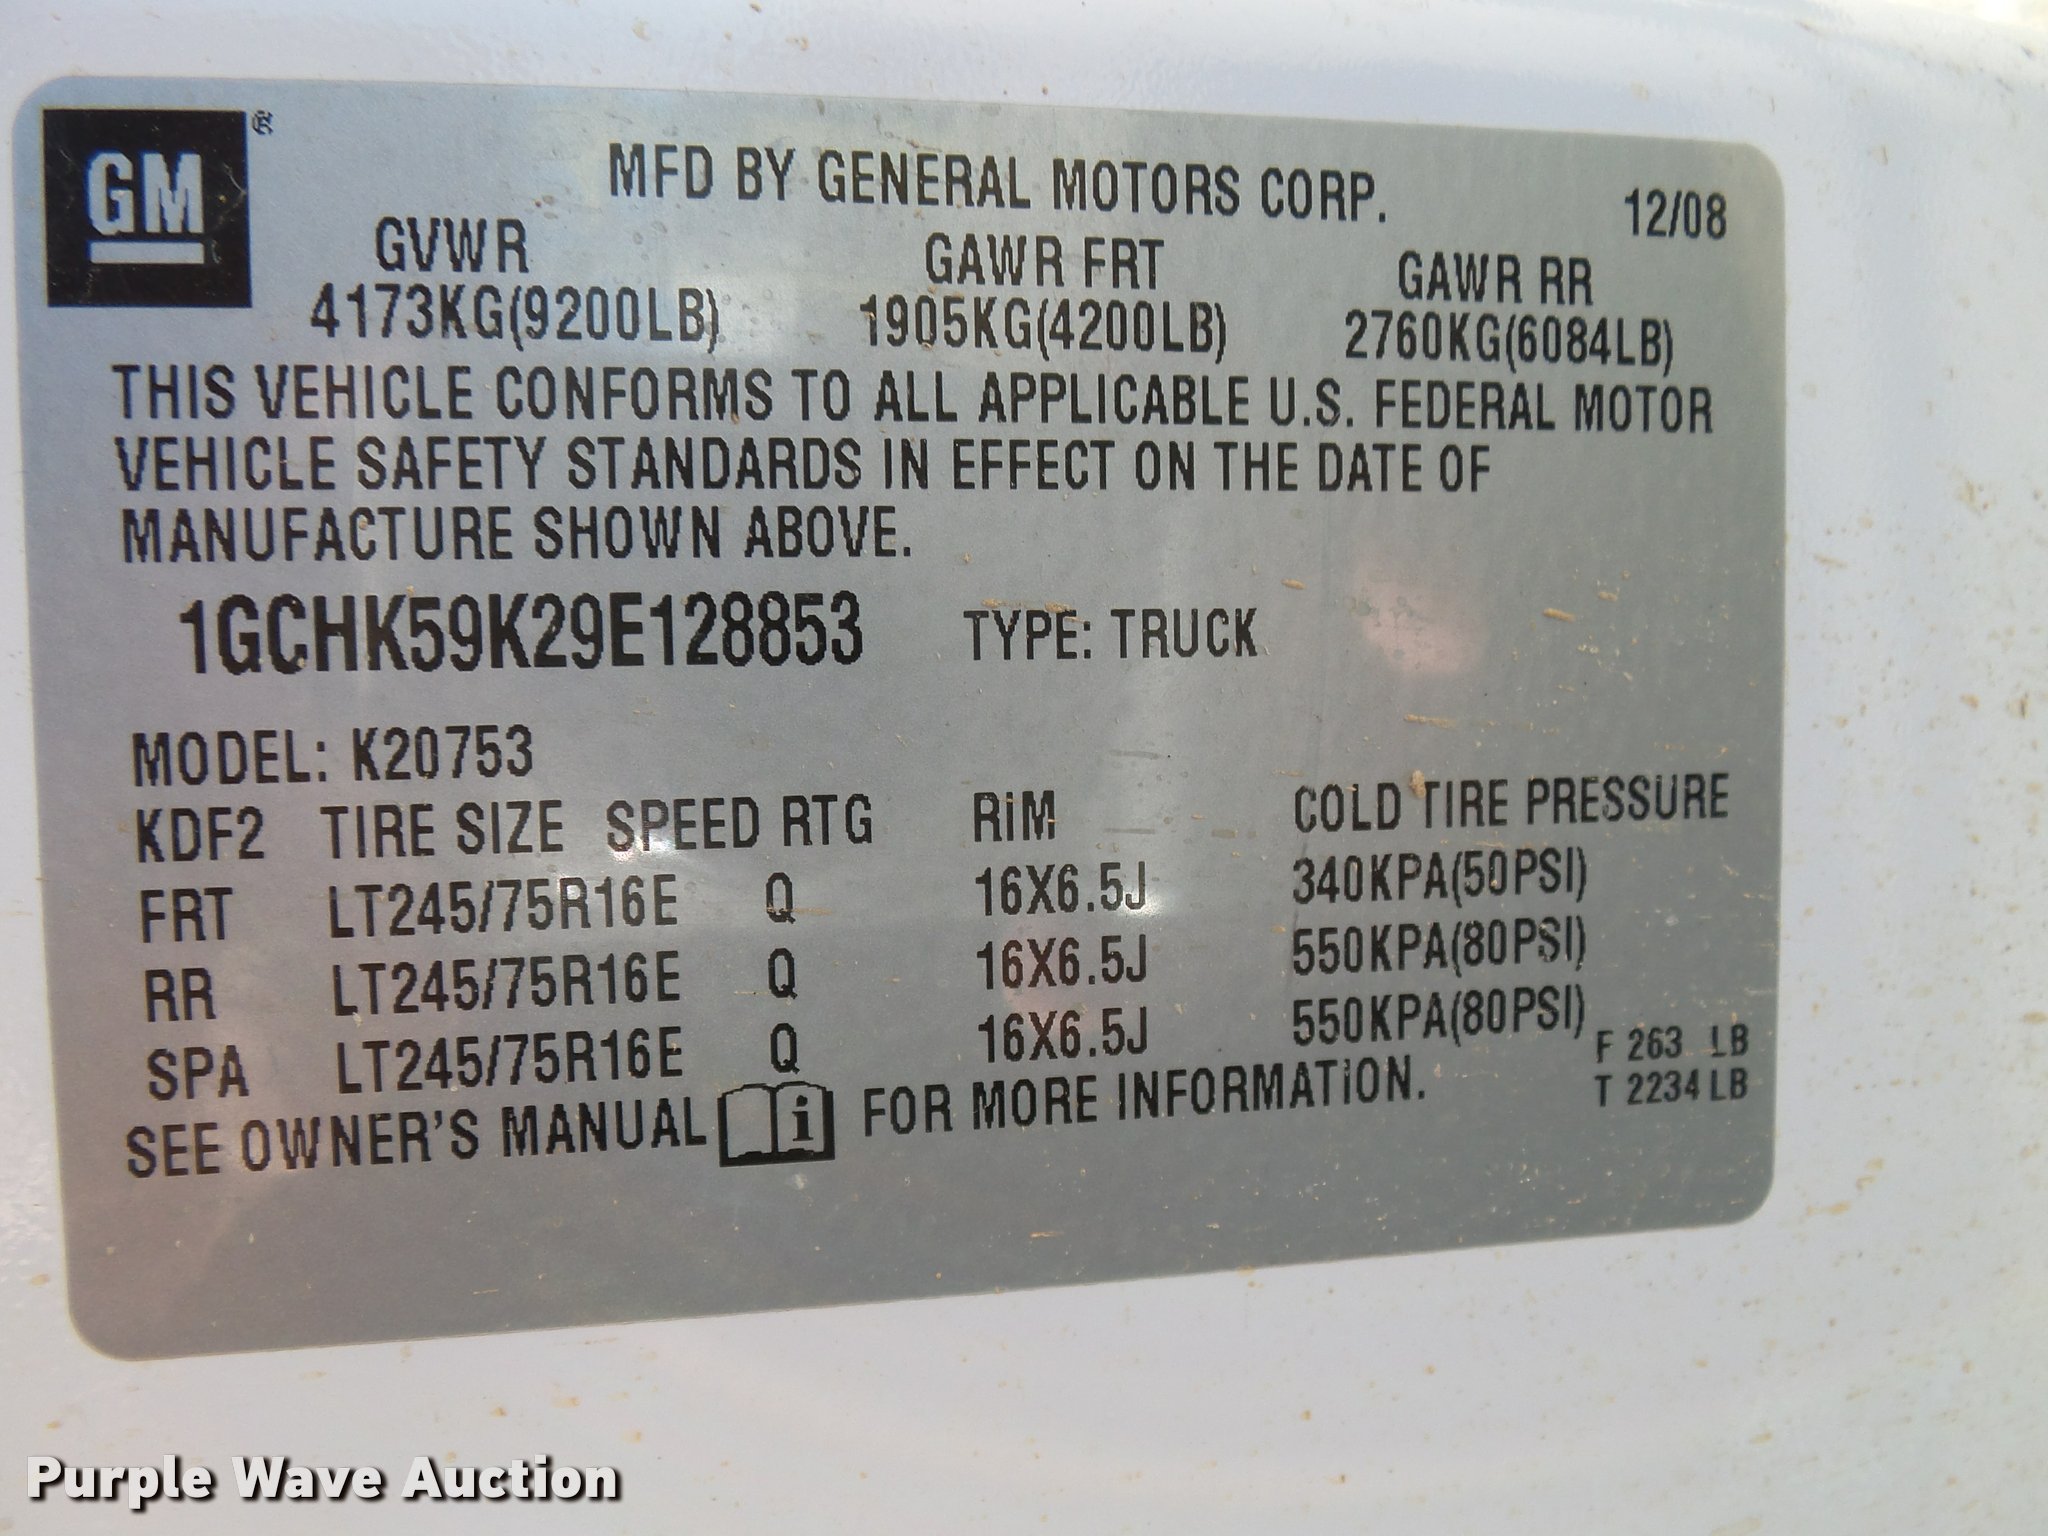 GM®
MFD BY GENERAL MOTORS CORP.
12/08
GVWR GAWR FRT GAWR RR
4173KG(9200LB) 1905KG(4200LB) 2760KG(6084LB)
THIS VEHICLE CONFORMS TO ALL APPLICABLE U.S. FEDERAL MOTOR
VEHICLE SAFETY STANDARDS IN EFFECT ON THE DATE OF
MANUFACTURE SHOWN ABOVE.
1GCHK59K29E128853 TYPE: TRUCK
MODEL: K20753
KDF2 TIRE SIZE SPEED RTG RIM COLD TIRE PRESSURE
FRT LT245/75R16E Q 16X6.5J 340KPA(50PSI)
RR LT245/75R16E Q 16X6.5J 550KPA(80PSI)
SPA LT245/75R16E Q 16X6.5J 550KPA(80PSI)
F 263 LB
T 2234 LB
SEE OWNER'S MANUAL i FOR MORE INFORMATION.
Purple Wave Auction